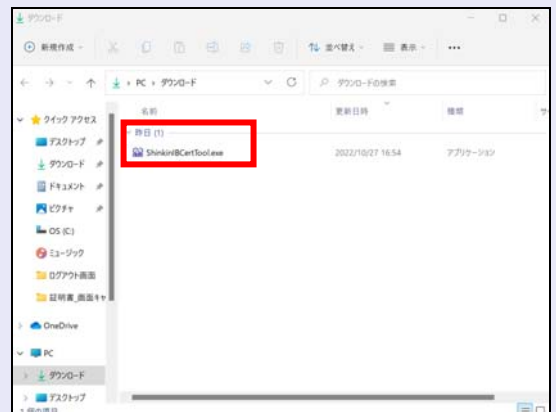 ダウンロード
新規作成
並べ替え
表示
PC › ダウンロード
ダウンロードの検索
名前
更新日時
種類
昨日 (1)
ShinkinIBCertTool.exe
2022/10/27 16:54
アプリケーション
クイック アクセス
デスクトップ
ダウンロード
ドキュメント
ピクチャ
OS (C:)
ミュージック
ログアウト画面
証明書_画面キャ
OneDrive
PC
ダウンロード
デスクトップ
1 個の項目